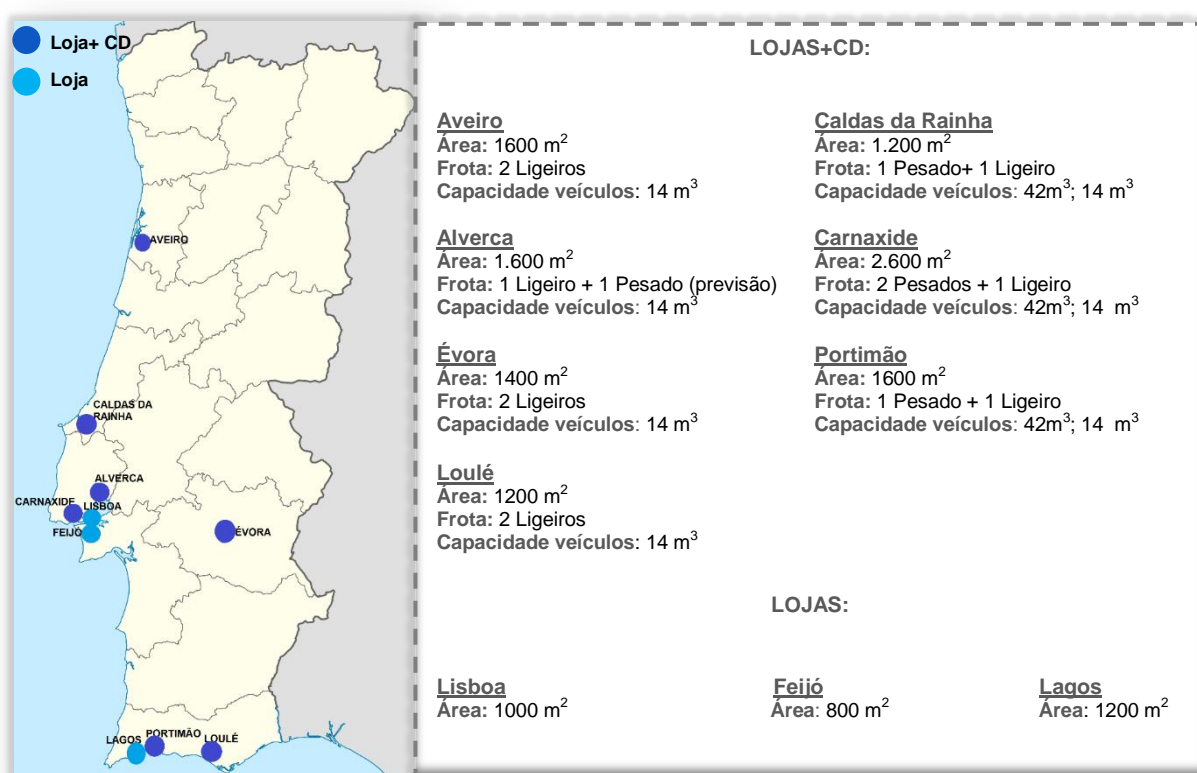 Loja+ CD
Loja
AVEIRO
CALDAS DA
RAINHA
ALVERCA
CARNAXIDE
LISBOA
FEIJÓ
ÉVORA
LAGOS
PORTIMÃO
LOULÉ
LOJAS+CD:
Aveiro
Área: 1600 m²
Frota: 2 Ligeiros
Capacidade veículos: 14 m³
Caldas da Rainha
Área: 1.200 m²
Frota: 1 Pesado+ 1 Ligeiro
Capacidade veículos: 42m³; 14 m³
Alverca
Área: 1.600 m²
Frota: 1 Ligeiro + 1 Pesado (previsão)
Capacidade veículos: 14 m³
Carnaxide
Área: 2.600 m²
Frota: 2 Pesados + 1 Ligeiro
Capacidade veículos: 42m³; 14 m³
Évora
Área: 1400 m²
Frota: 2 Ligeiros
Capacidade veículos: 14 m³
Portimão
Área: 1600 m²
Frota: 1 Pesado + 1 Ligeiro
Capacidade veículos: 42m³; 14 m³
Loulé
Área: 1200 m²
Frota: 2 Ligeiros
Capacidade veículos: 14 m³
LOJAS:
Lisboa
Área: 1000 m²
Feijó
Área: 800 m²
Lagos
Área: 1200 m²